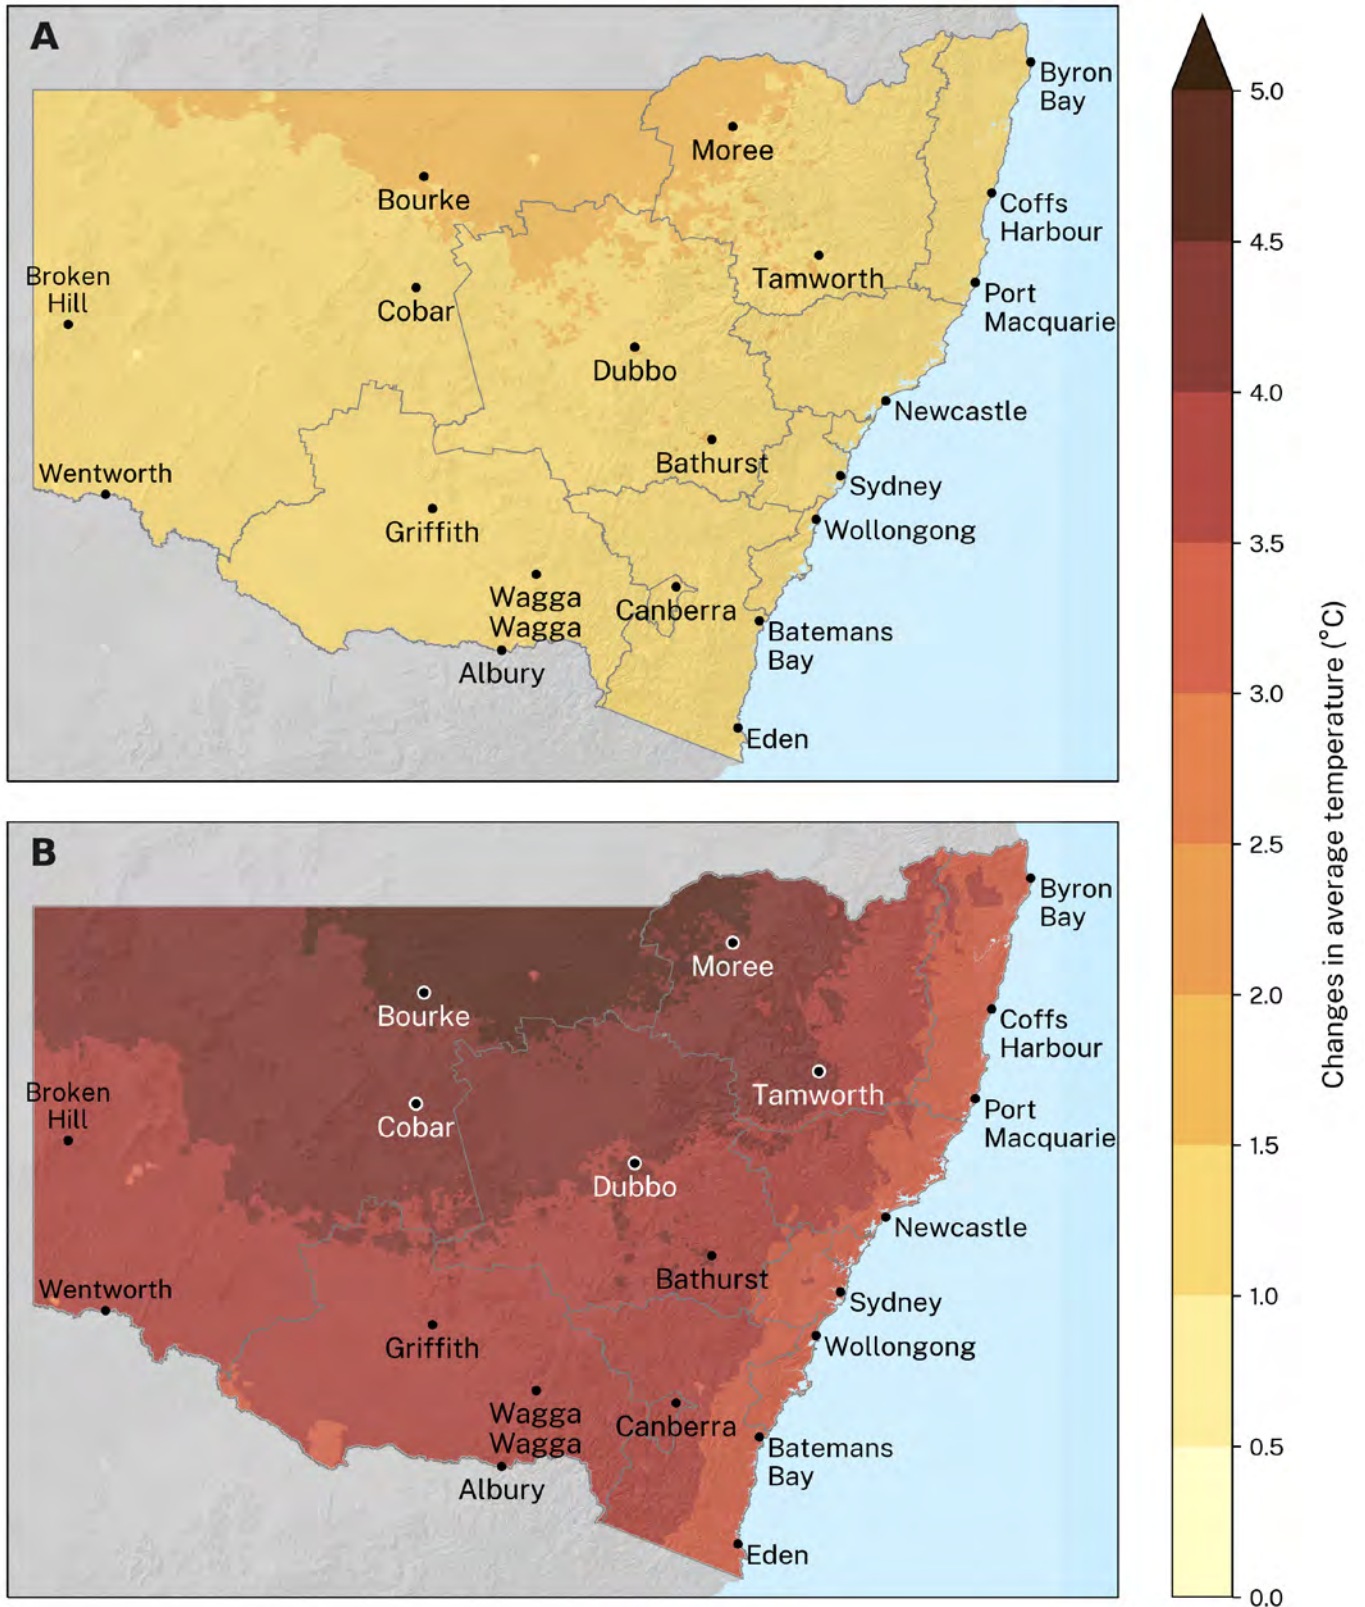 A
Byron
Bay
Moree
Bourke
Coffs
Harbour
Broken
Hill
Tamworth
Cobar
Port
Macquarie
Dubbo
Newcastle
Bathurst
Wentworth
Sydney
Griffith
Wollongong
Wagga
Wagga
Canberra
Batemans
Bay
Albury
Eden
B
Byron
Bay
Moree
Bourke
Coffs
Harbour
Broken
Hill
Tamworth
Cobar
Port
Macquarie
Dubbo
Newcastle
Bathurst
Wentworth
Sydney
Griffith
Wollongong
Wagga
Wagga
Canberra
Batemans
Bay
Albury
Eden
5.0
4.5
4.0
3.5
3.0
2.5
2.0
1.5
1.0
0.5
0.0
Changes in average temperature (°C)